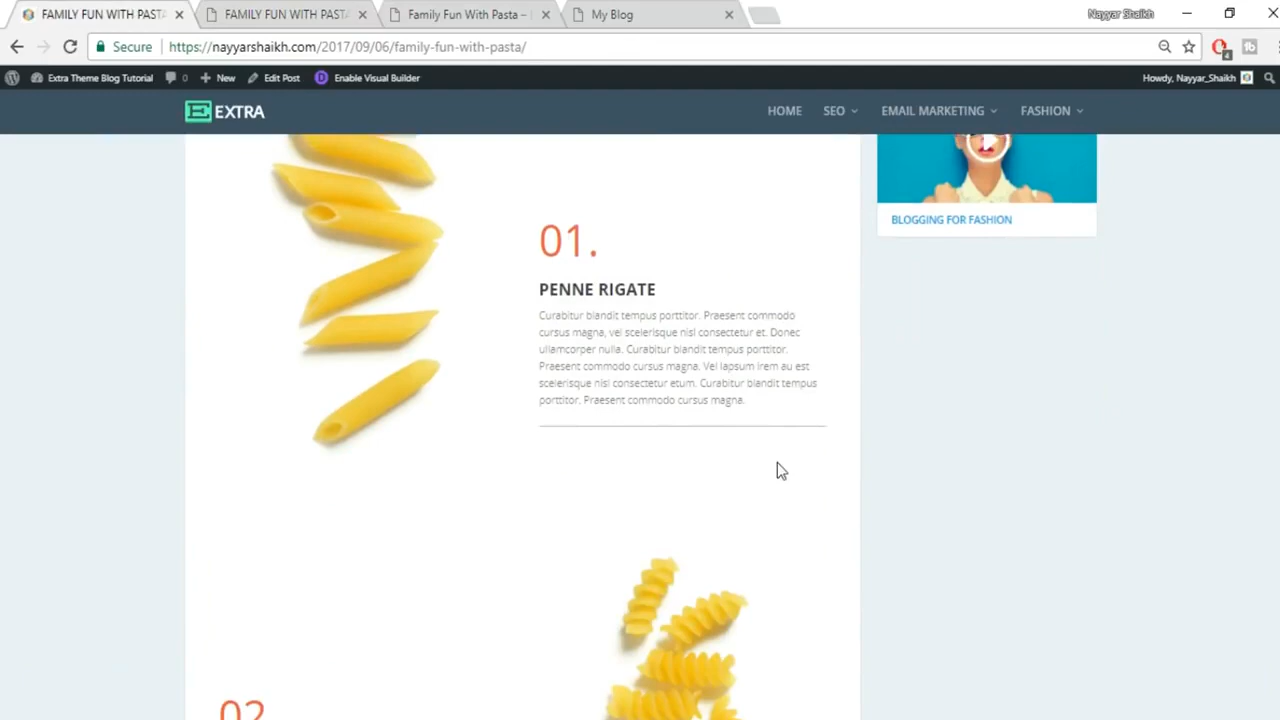 FAMILY FUN WITH PASTA
FAMILY FUN WITH PASTA
Family Fun With Pasta –
My Blog
Nayyar Shaikh
Secure
https://nayyarshaikh.com/2017/09/06/family-fun-with-pasta/
Extra Theme Blog Tutorial
0
New
Edit Post
Enable Visual Builder
Howdy, Nayyar_Shaikh
EXTRA
HOME
SEO
EMAIL MARKETING
FASHION
BLOGGING FOR FASHION
01.
PENNE RIGATE
Curabitur blandit tempus porttitor. Praesent commodo
cursus magna, vel scelerisque nisl consectetur et. Donec
ullamcorper nulla. Curabitur blandit tempus porttitor.
Praesent commodo cursus magna. Vel lapsum irem au est
scelerisque nisl consectetur etum. Curabitur blandit tempus
porttitor. Praesent commodo cursus magna.
02